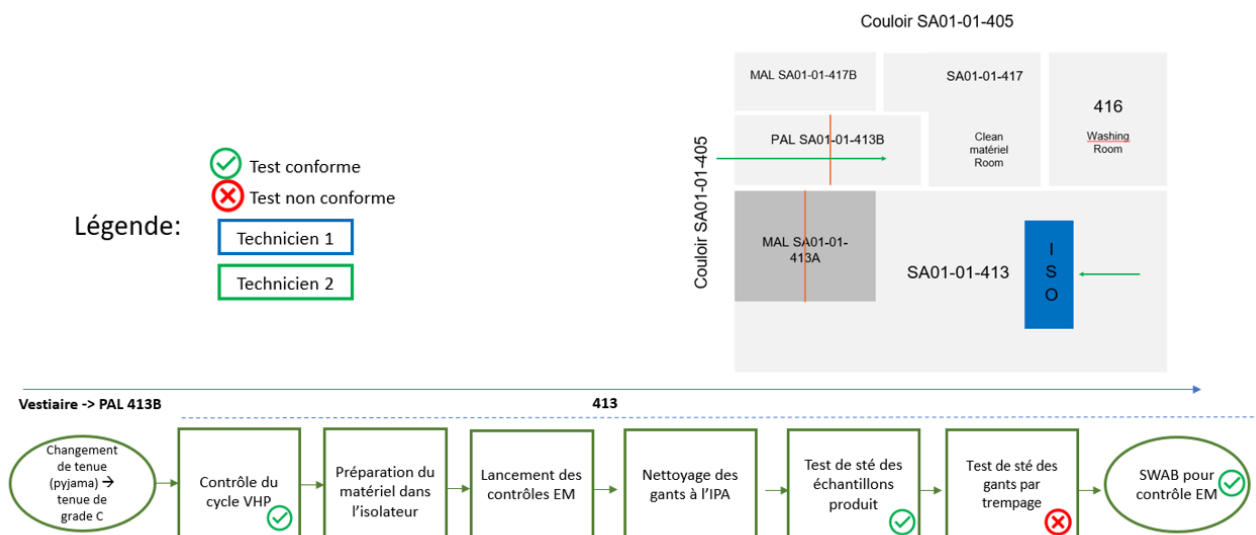 Couloir SA01-01-405
MAL SA01-01-417B
SA01-01-417
416
Washing
Room
PAL SA01-01-413B
Clean
matériel
Room
Couloir SA01-01-405
MAL SA01-01-
413A
SA01-01-413
I
S
O
Légende:
Test conforme
Test non conforme
Technicien 1
Technicien 2
Vestiaire -> PAL 413B
413
Changement
de tenue
(pyjama) →
tenue de
grade C
Contrôle du
cycle VHP
Préparation du
matériel dans
l'isolateur
Lancement des
contrôles EM
Nettoyage des
gants à l'IPA
Test de sté des
échantillons
produit
Test de sté des
gants par
trempage
SWAB pour
contrôle EM